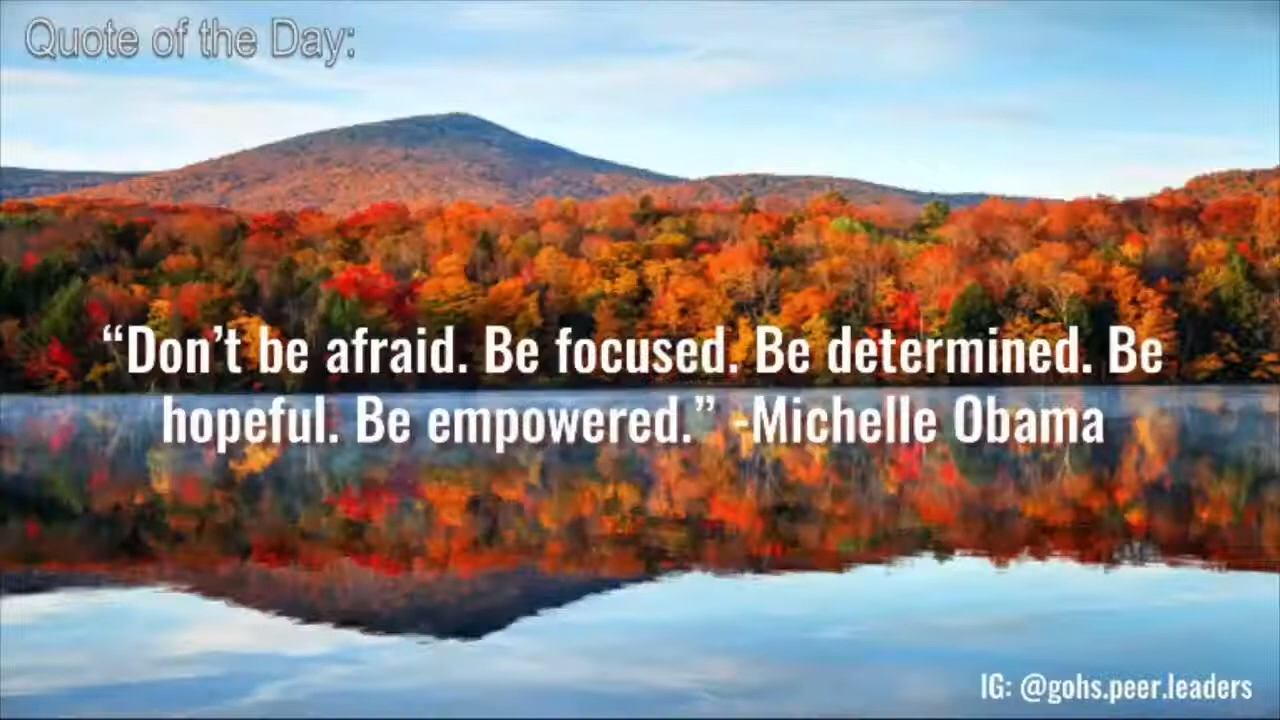 Quote of the Day:
“Don’t be afraid. Be focused. Be determined. Be
hopeful. Be empowered.” -Michelle Obama
IG: @gohs.peer.leaders